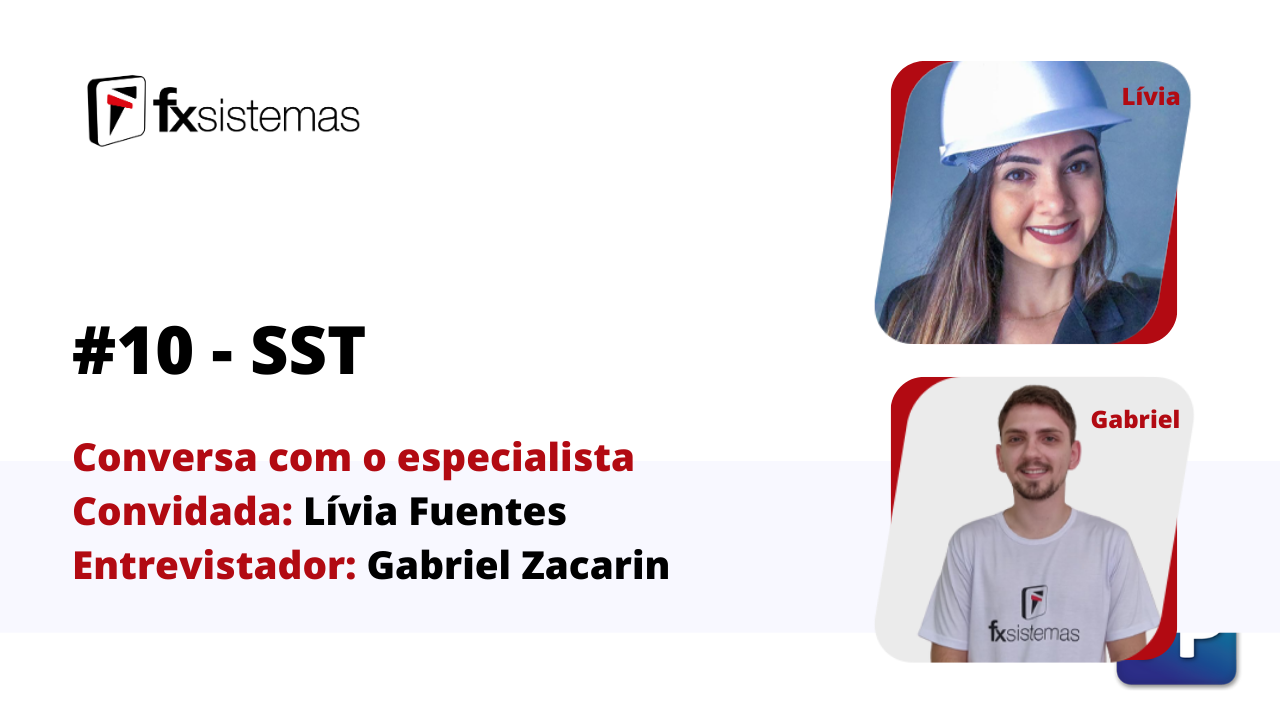 fxsistemas
Lívia
#10 - SST
Conversa com o especialista
Convidada: Lívia Fuentes
Entrevistador: Gabriel Zacarin
Gabriel
fxsistemas